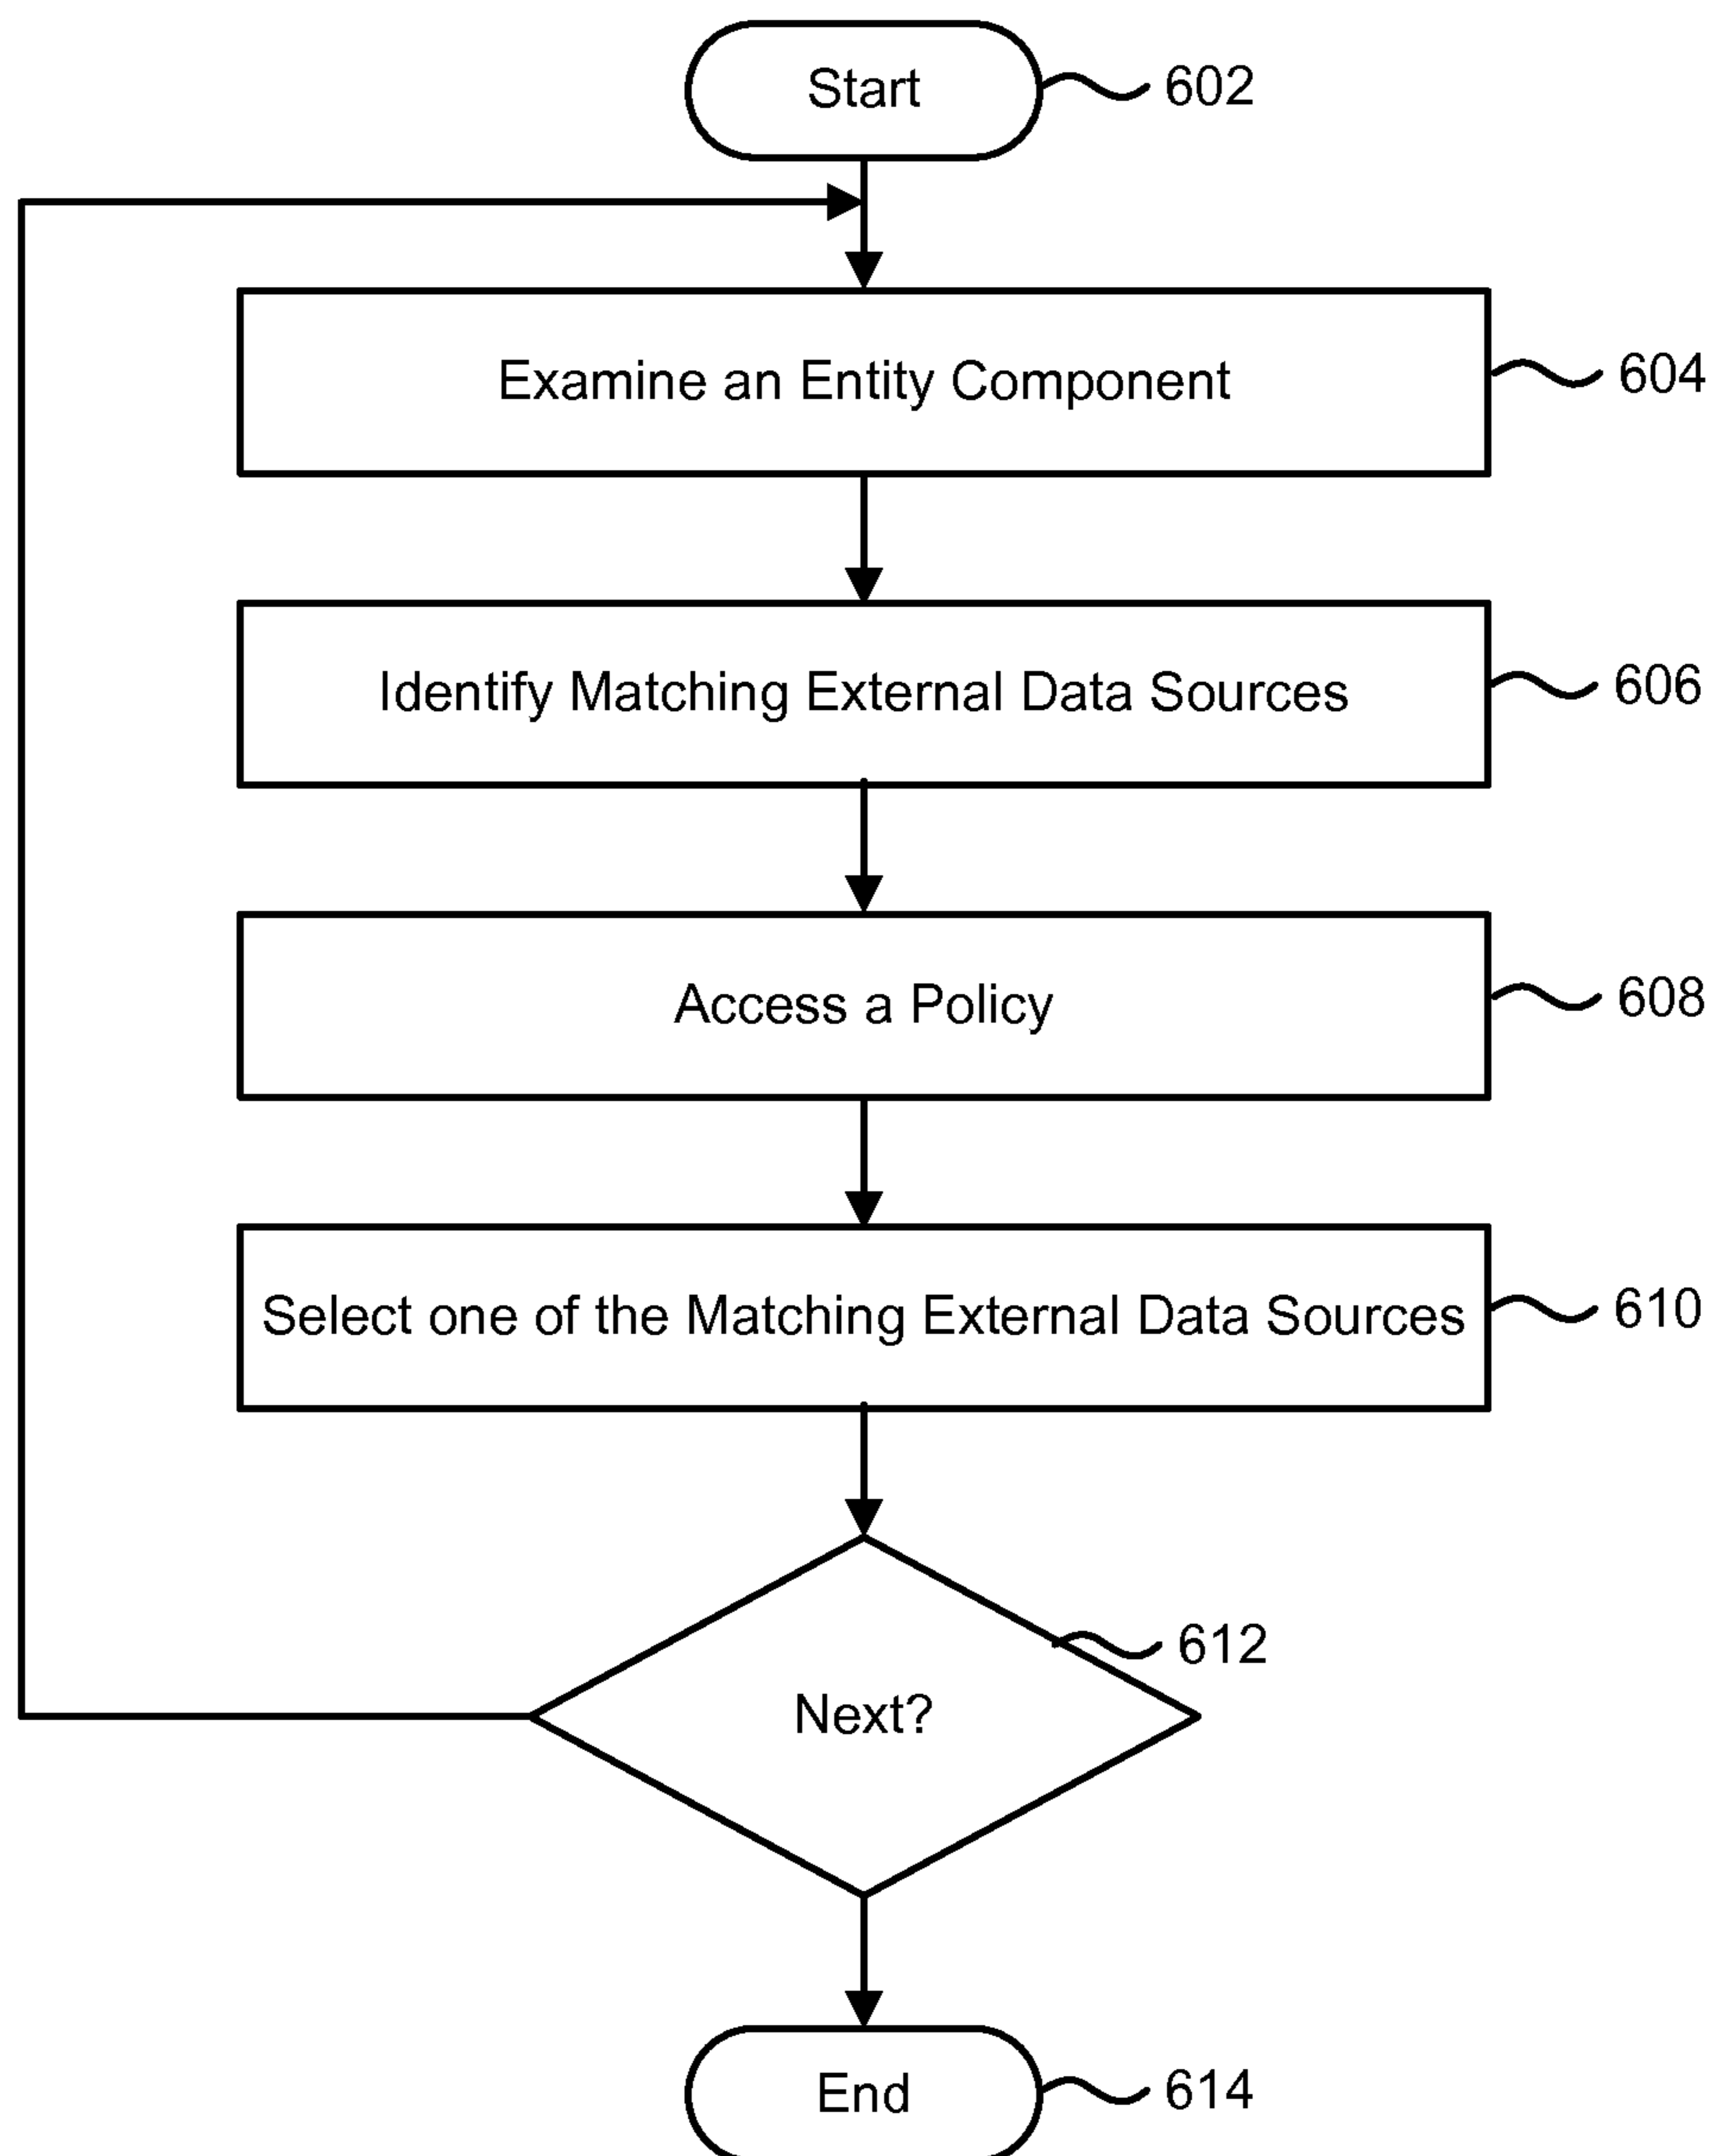 Start
602
Examine an Entity Component
604
Identify Matching External Data Sources
606
Access a Policy
608
Select one of the Matching External Data Sources
610
612
Next?
End
614